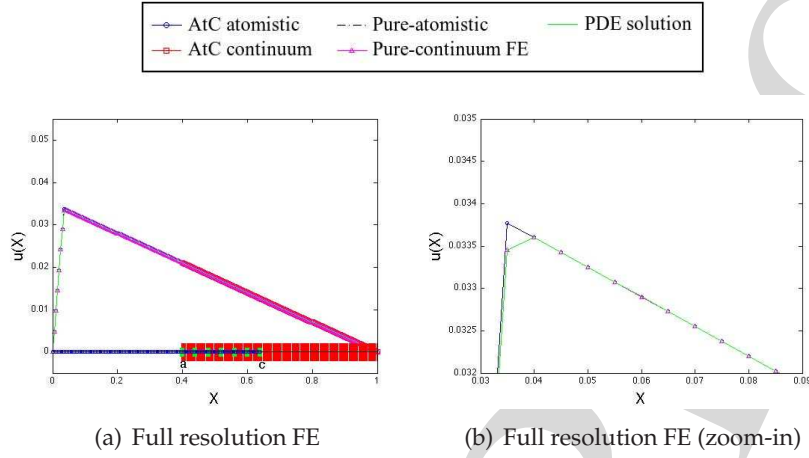 AtC atomistic Pure-atomistic PDE solution
AtC continuum Pure-continuum FE
0.05
0.04
0.03
0.02
0.01
0
u(X)
a
c
0 0.2 0.4 0.6 0.8 1
X
(a) Full resolution FE
0.035
0.0345
0.034
0.0335
0.033
0.0325
0.032
u(X)
0.03 0.04 0.05 0.06 0.07 0.08 0.09
X
(b) Full resolution FE (zoom-in)